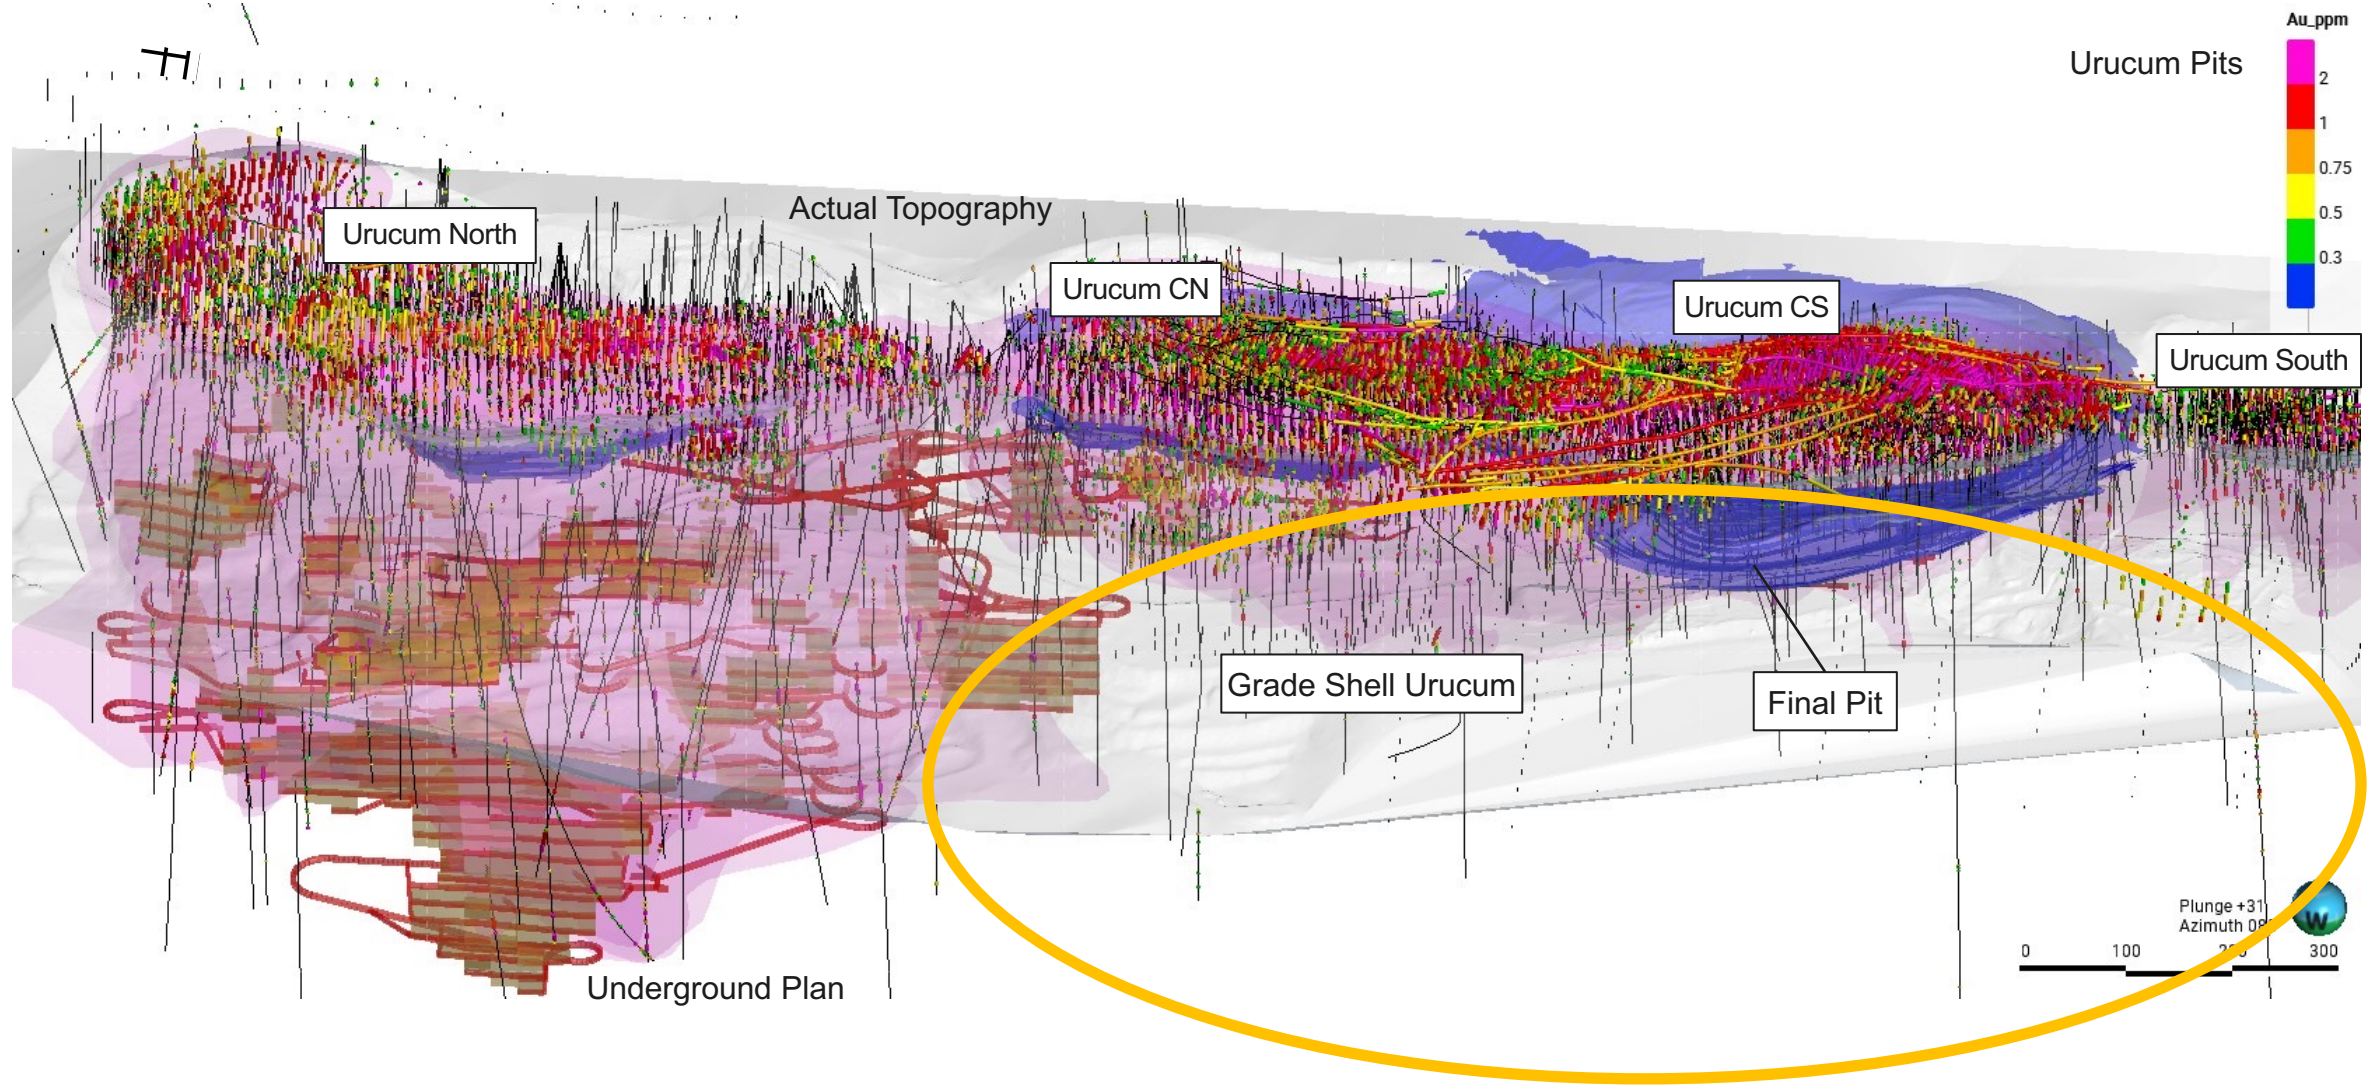 Au_ppm
Urucum Pits
2
1
0.75
0.5
0.3
Actual Topography
Urucum North
Urucum CN
Urucum CS
Urucum South
Grade Shell Urucum
Final Pit
Underground Plan
Plunge +31
Azimuth
W
0 100 300